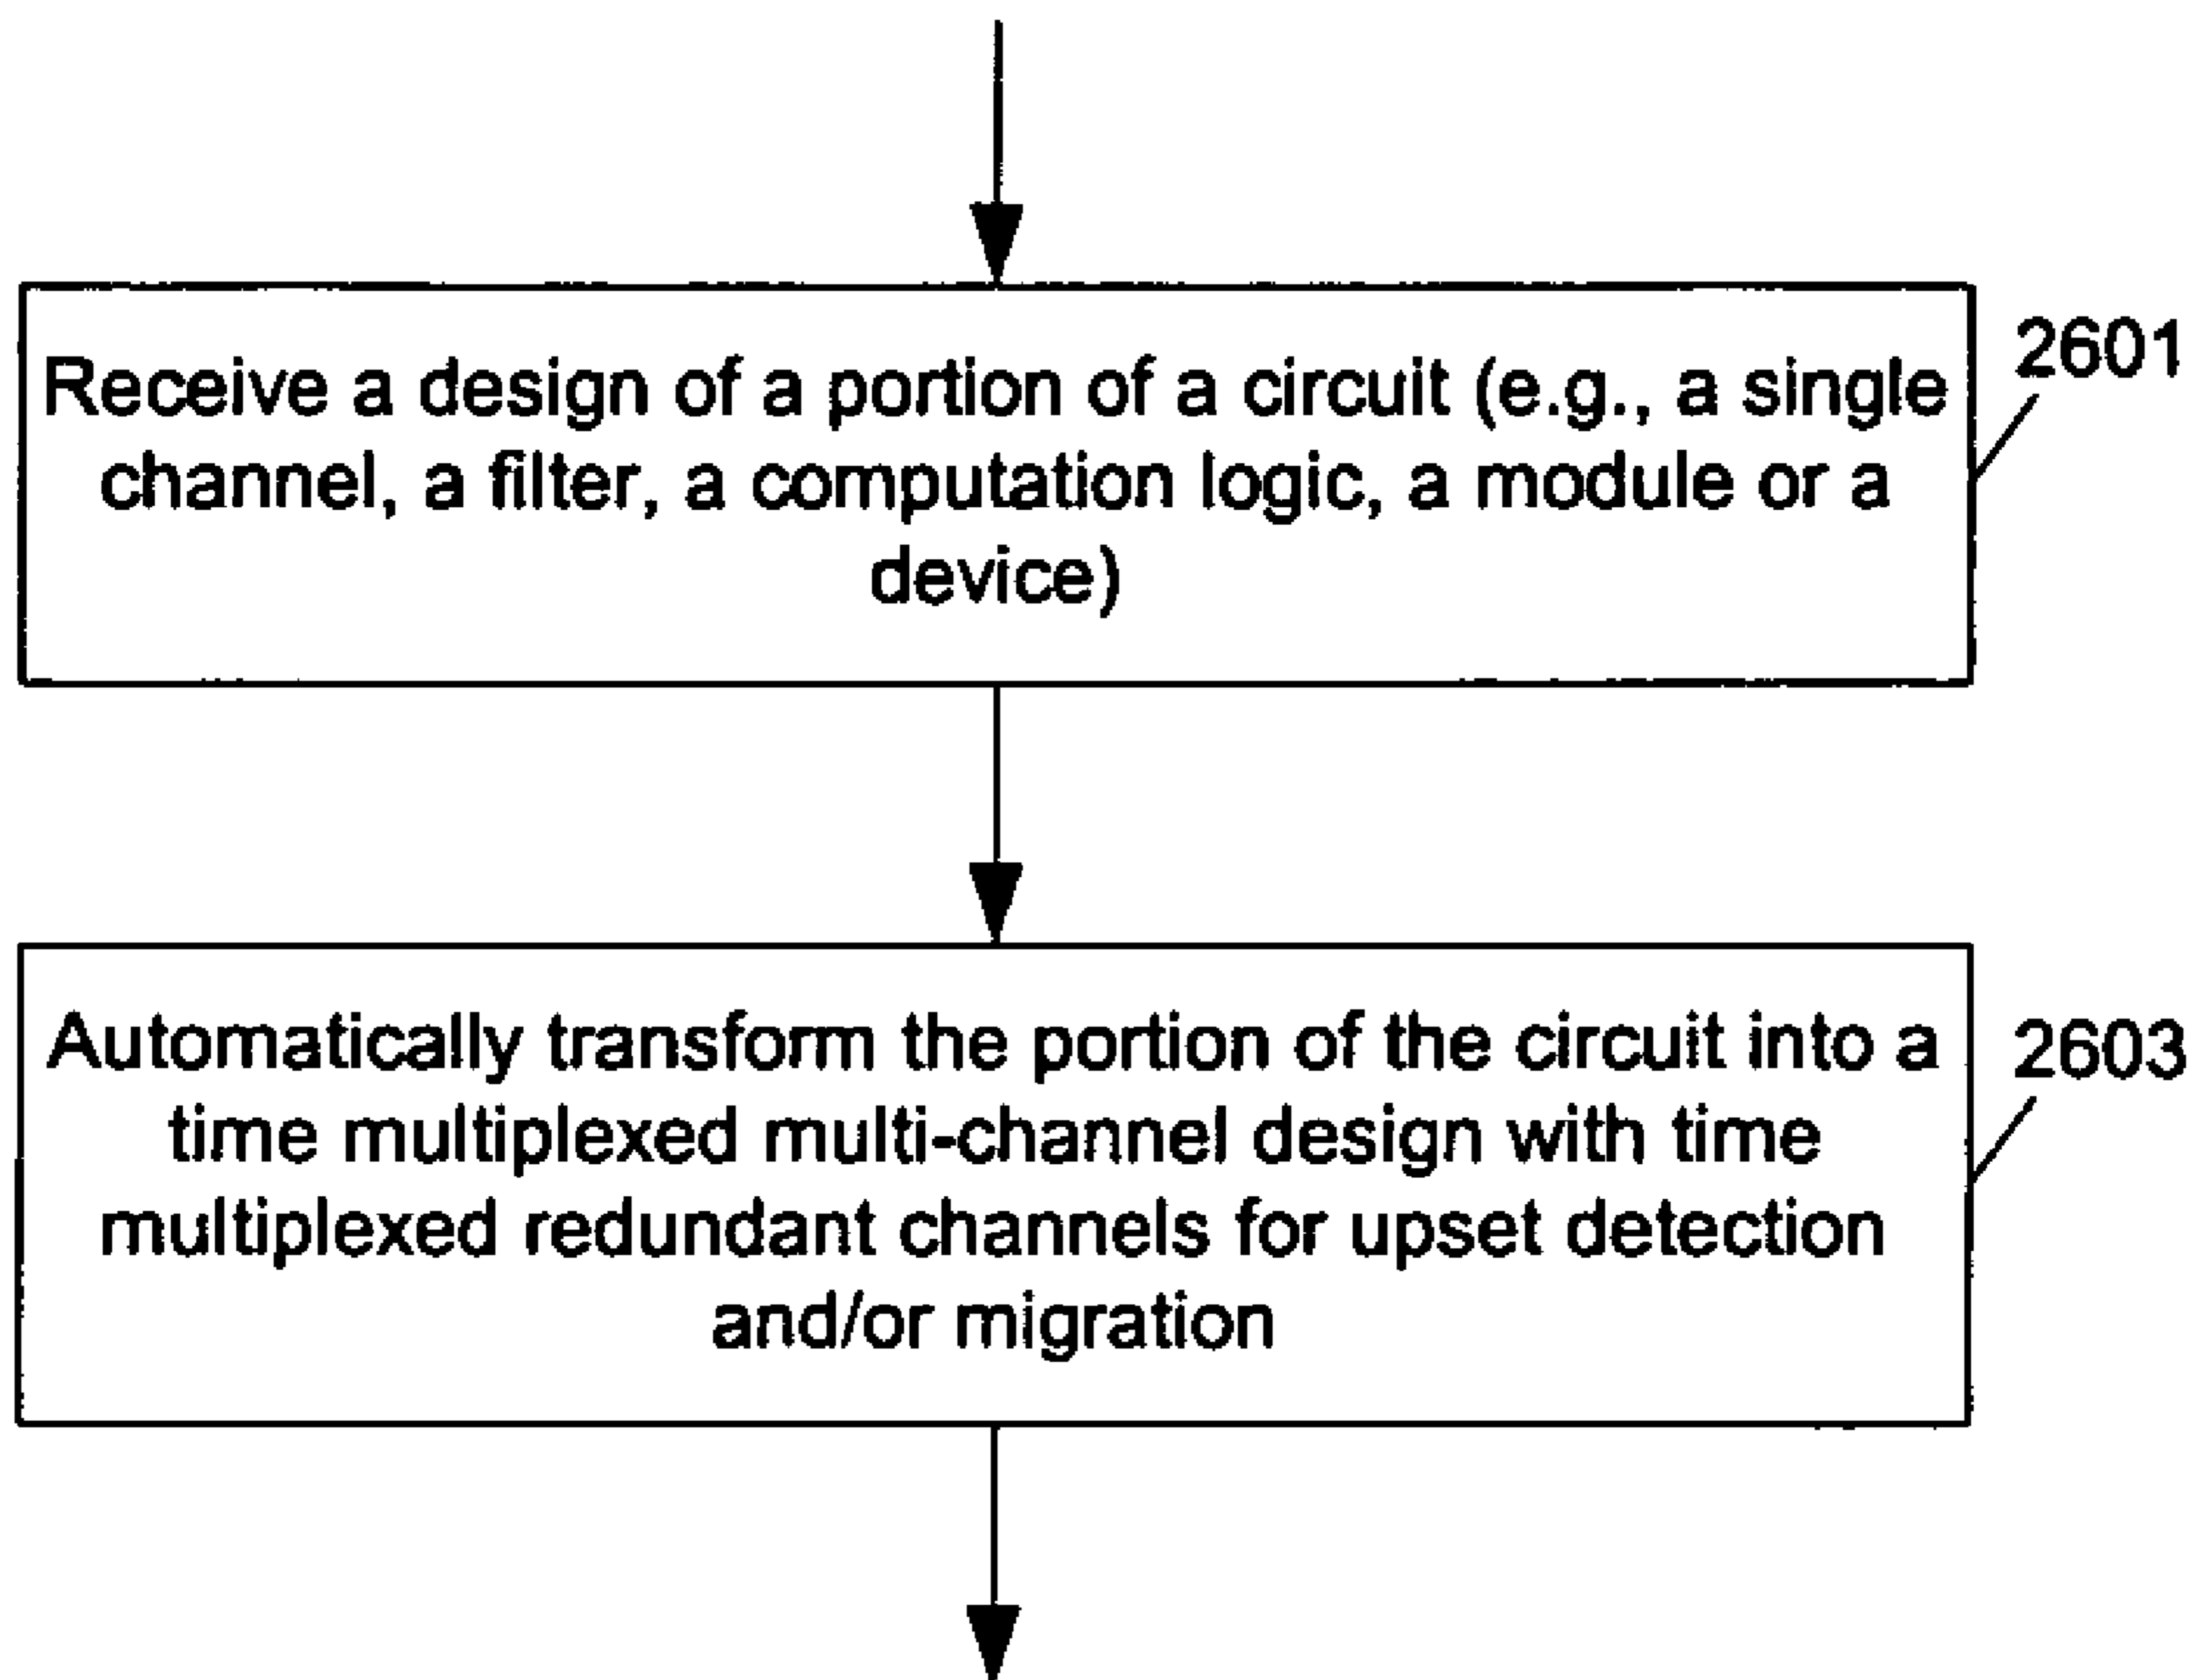 Receive a design of a portion of a circuit (e.g., a single
channel, a filter, a computation logic, a module or a
device)
2601
Automatically transform the portion of the circuit into a
time multiplexed multi-channel design with time
multiplexed redundant channels for upset detection
and/or migration
2603